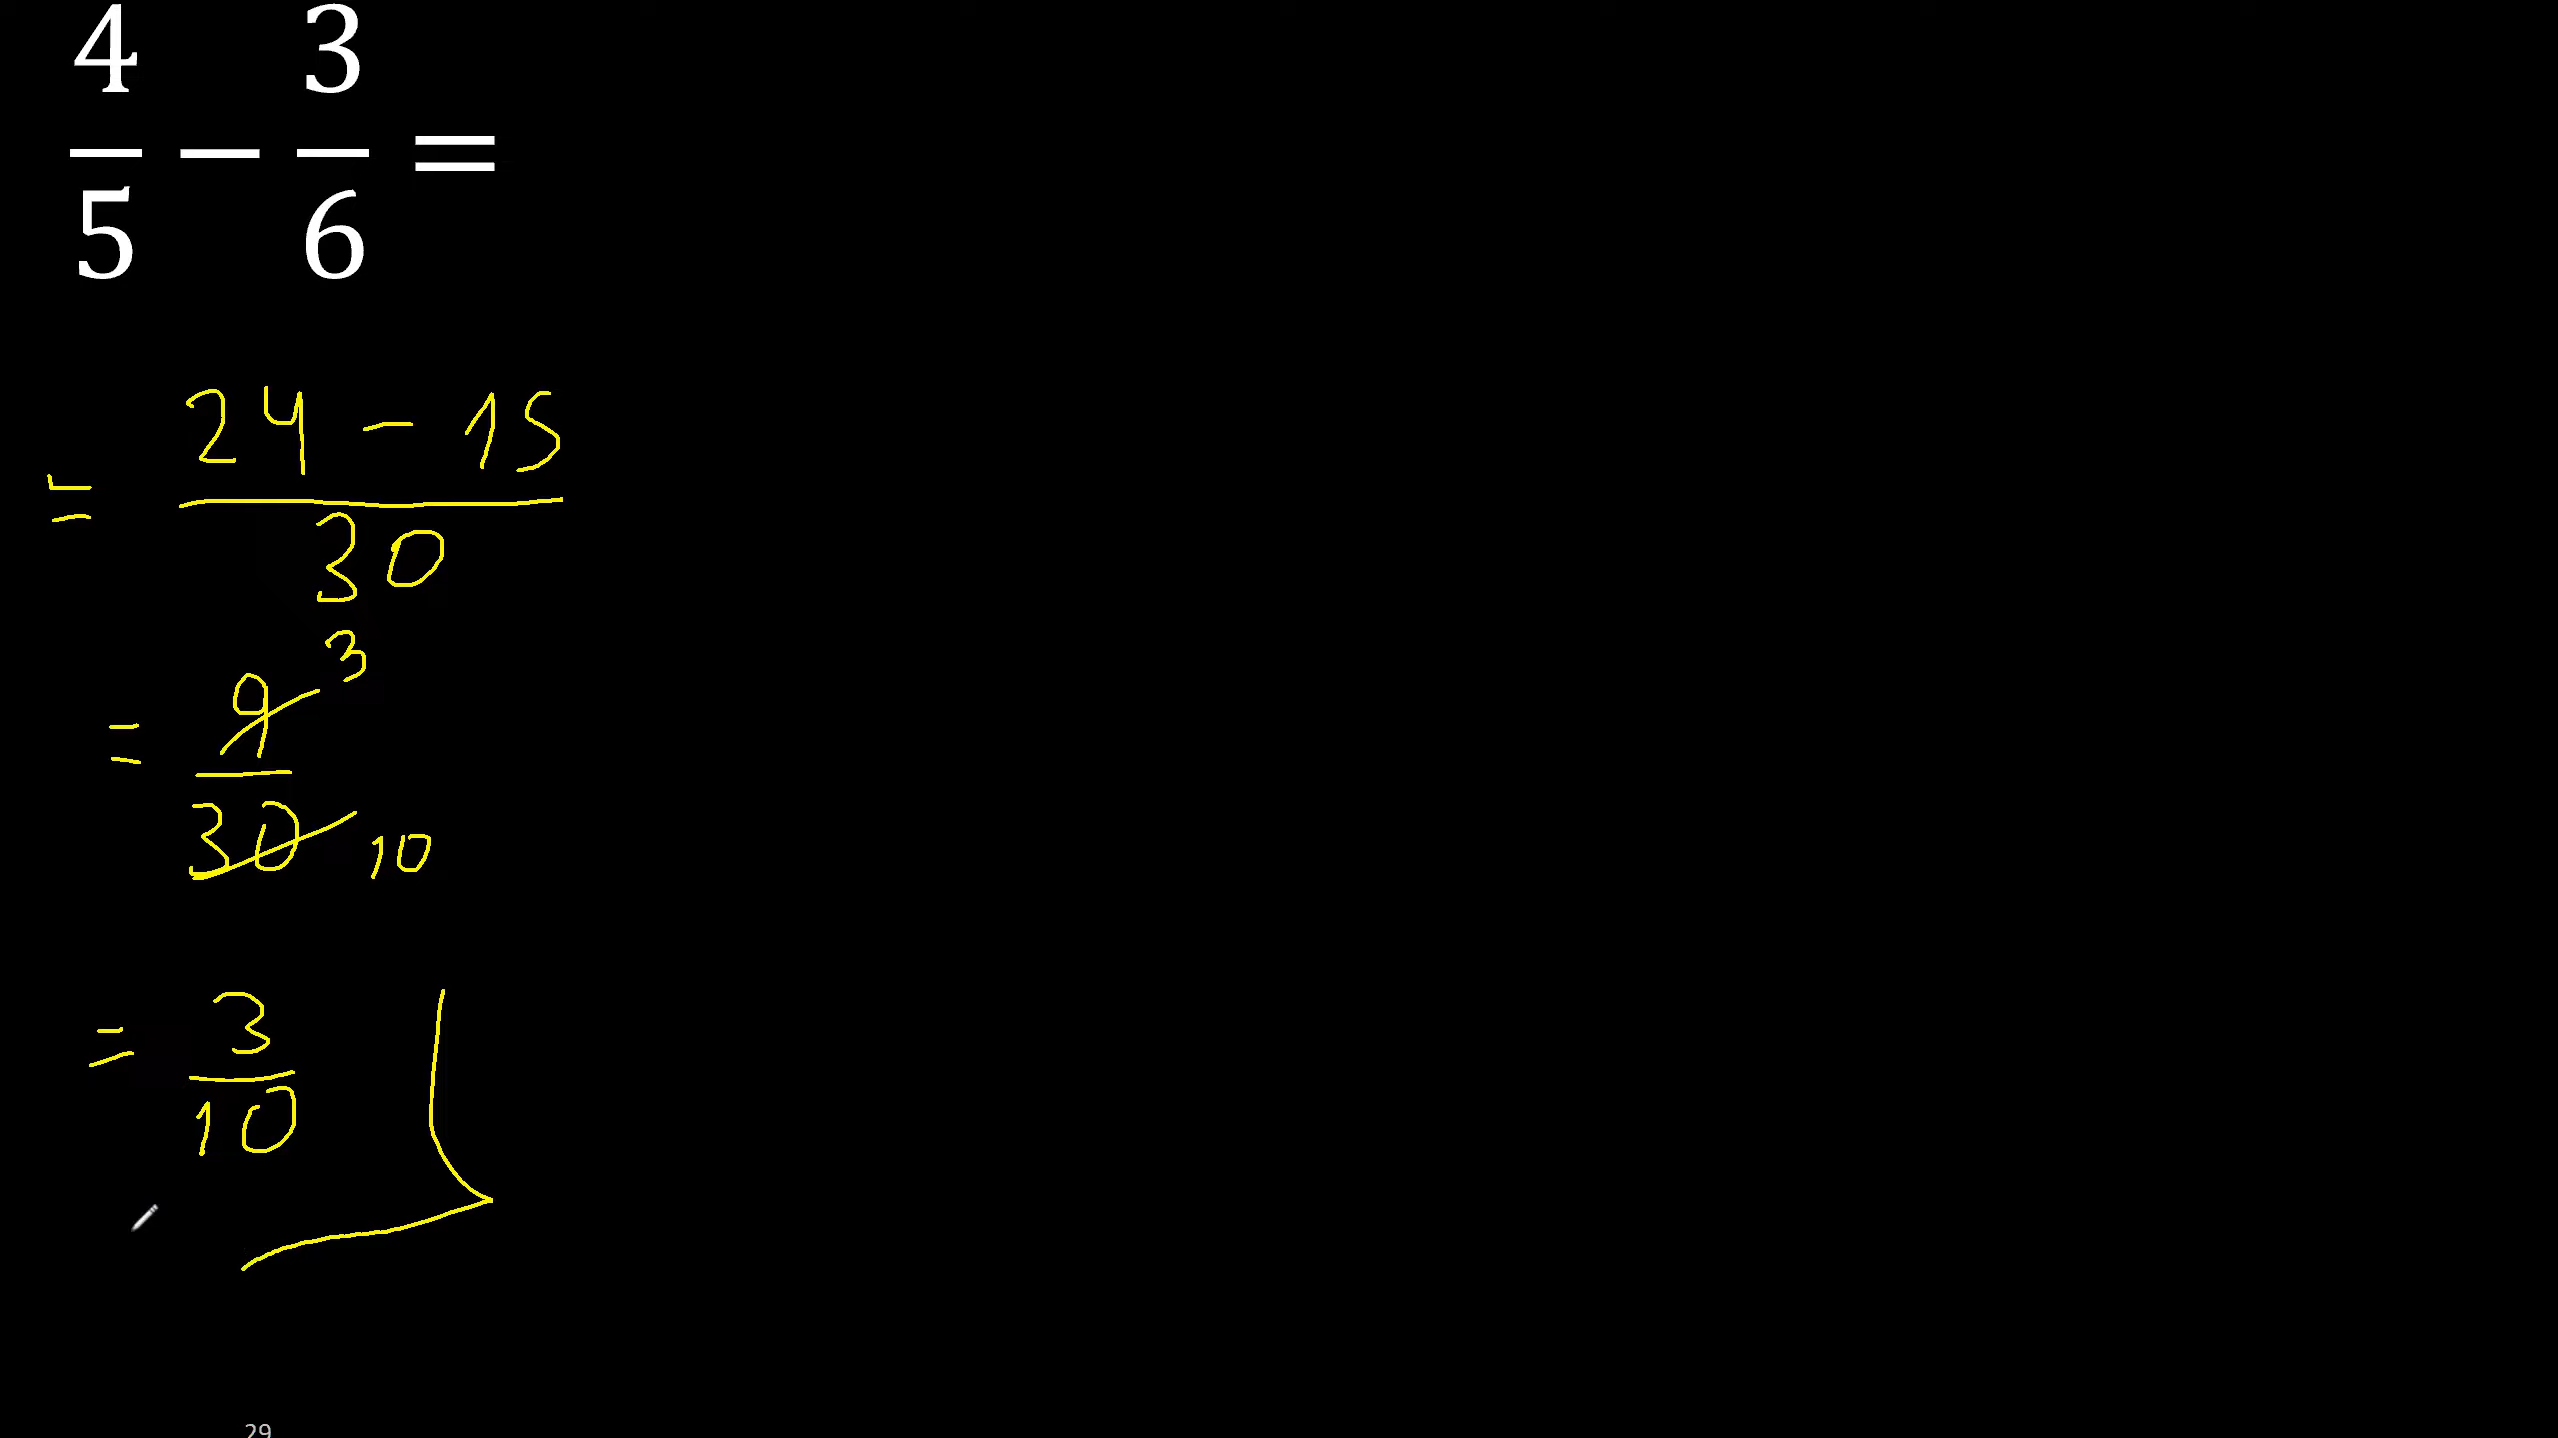 4/5 − 3/6 =
= 24 - 15 / 30
= 9/30 3 10
= 3/10
29